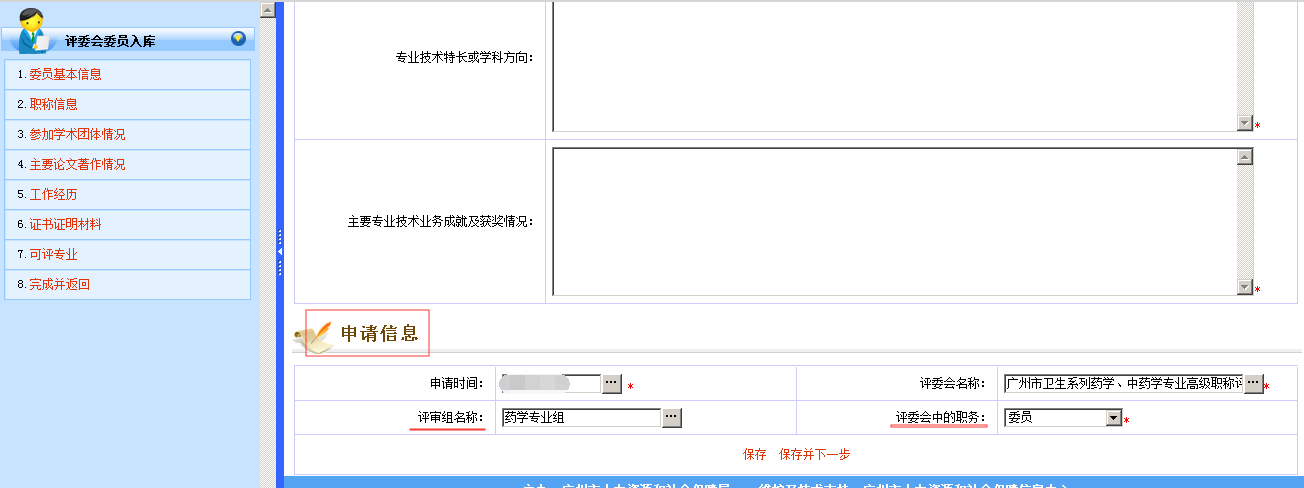 评委会委员入库
1. 委员基本信息
2. 职称信息
3. 参加学术团体情况
4. 主要论文著作情况
5. 工作经历
6. 证书证明材料
7. 可评专业
8. 完成并返回
专业技术特长或学科方向:
*
主要专业技术业务成就及获奖情况:
*
申请信息
申请时间: ... * 评委会名称: 广州市卫生系列药学、中药学专业高级职称 ... *
评审组名称: 药学专业组 ... 评委会中的职务: 委员 *
保存 保存并下一步